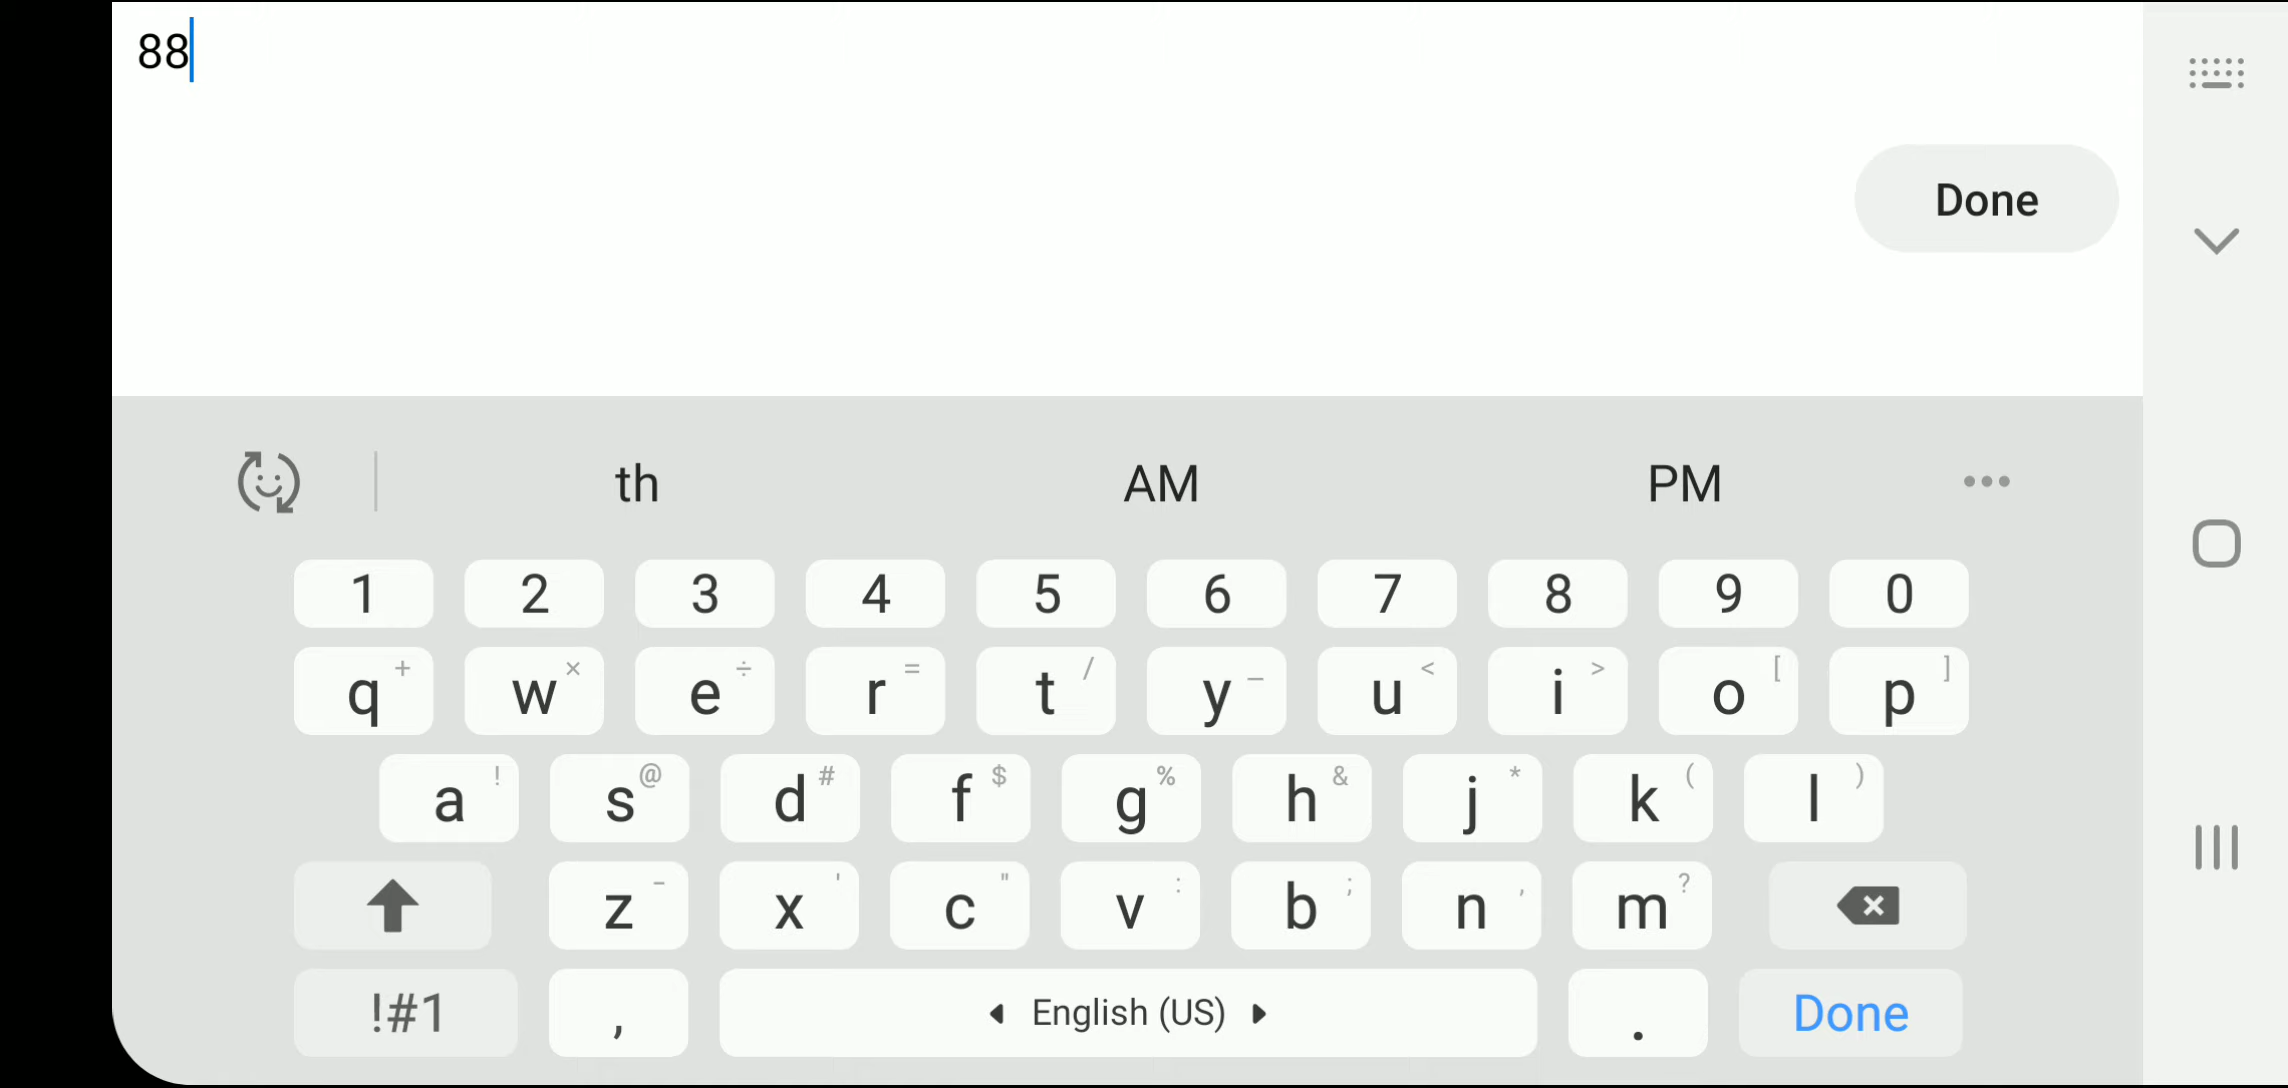 88
Done
th AM PM
1 2 3 4 5 6 7 8 9 0
q + w × e ÷ r = t / y _ u < i > o [ p ]
a ! s @ d # f $ g % h & j * k ( l )
z - x ' c " v : b ; n , m ?
!#1 , English (US) . Done